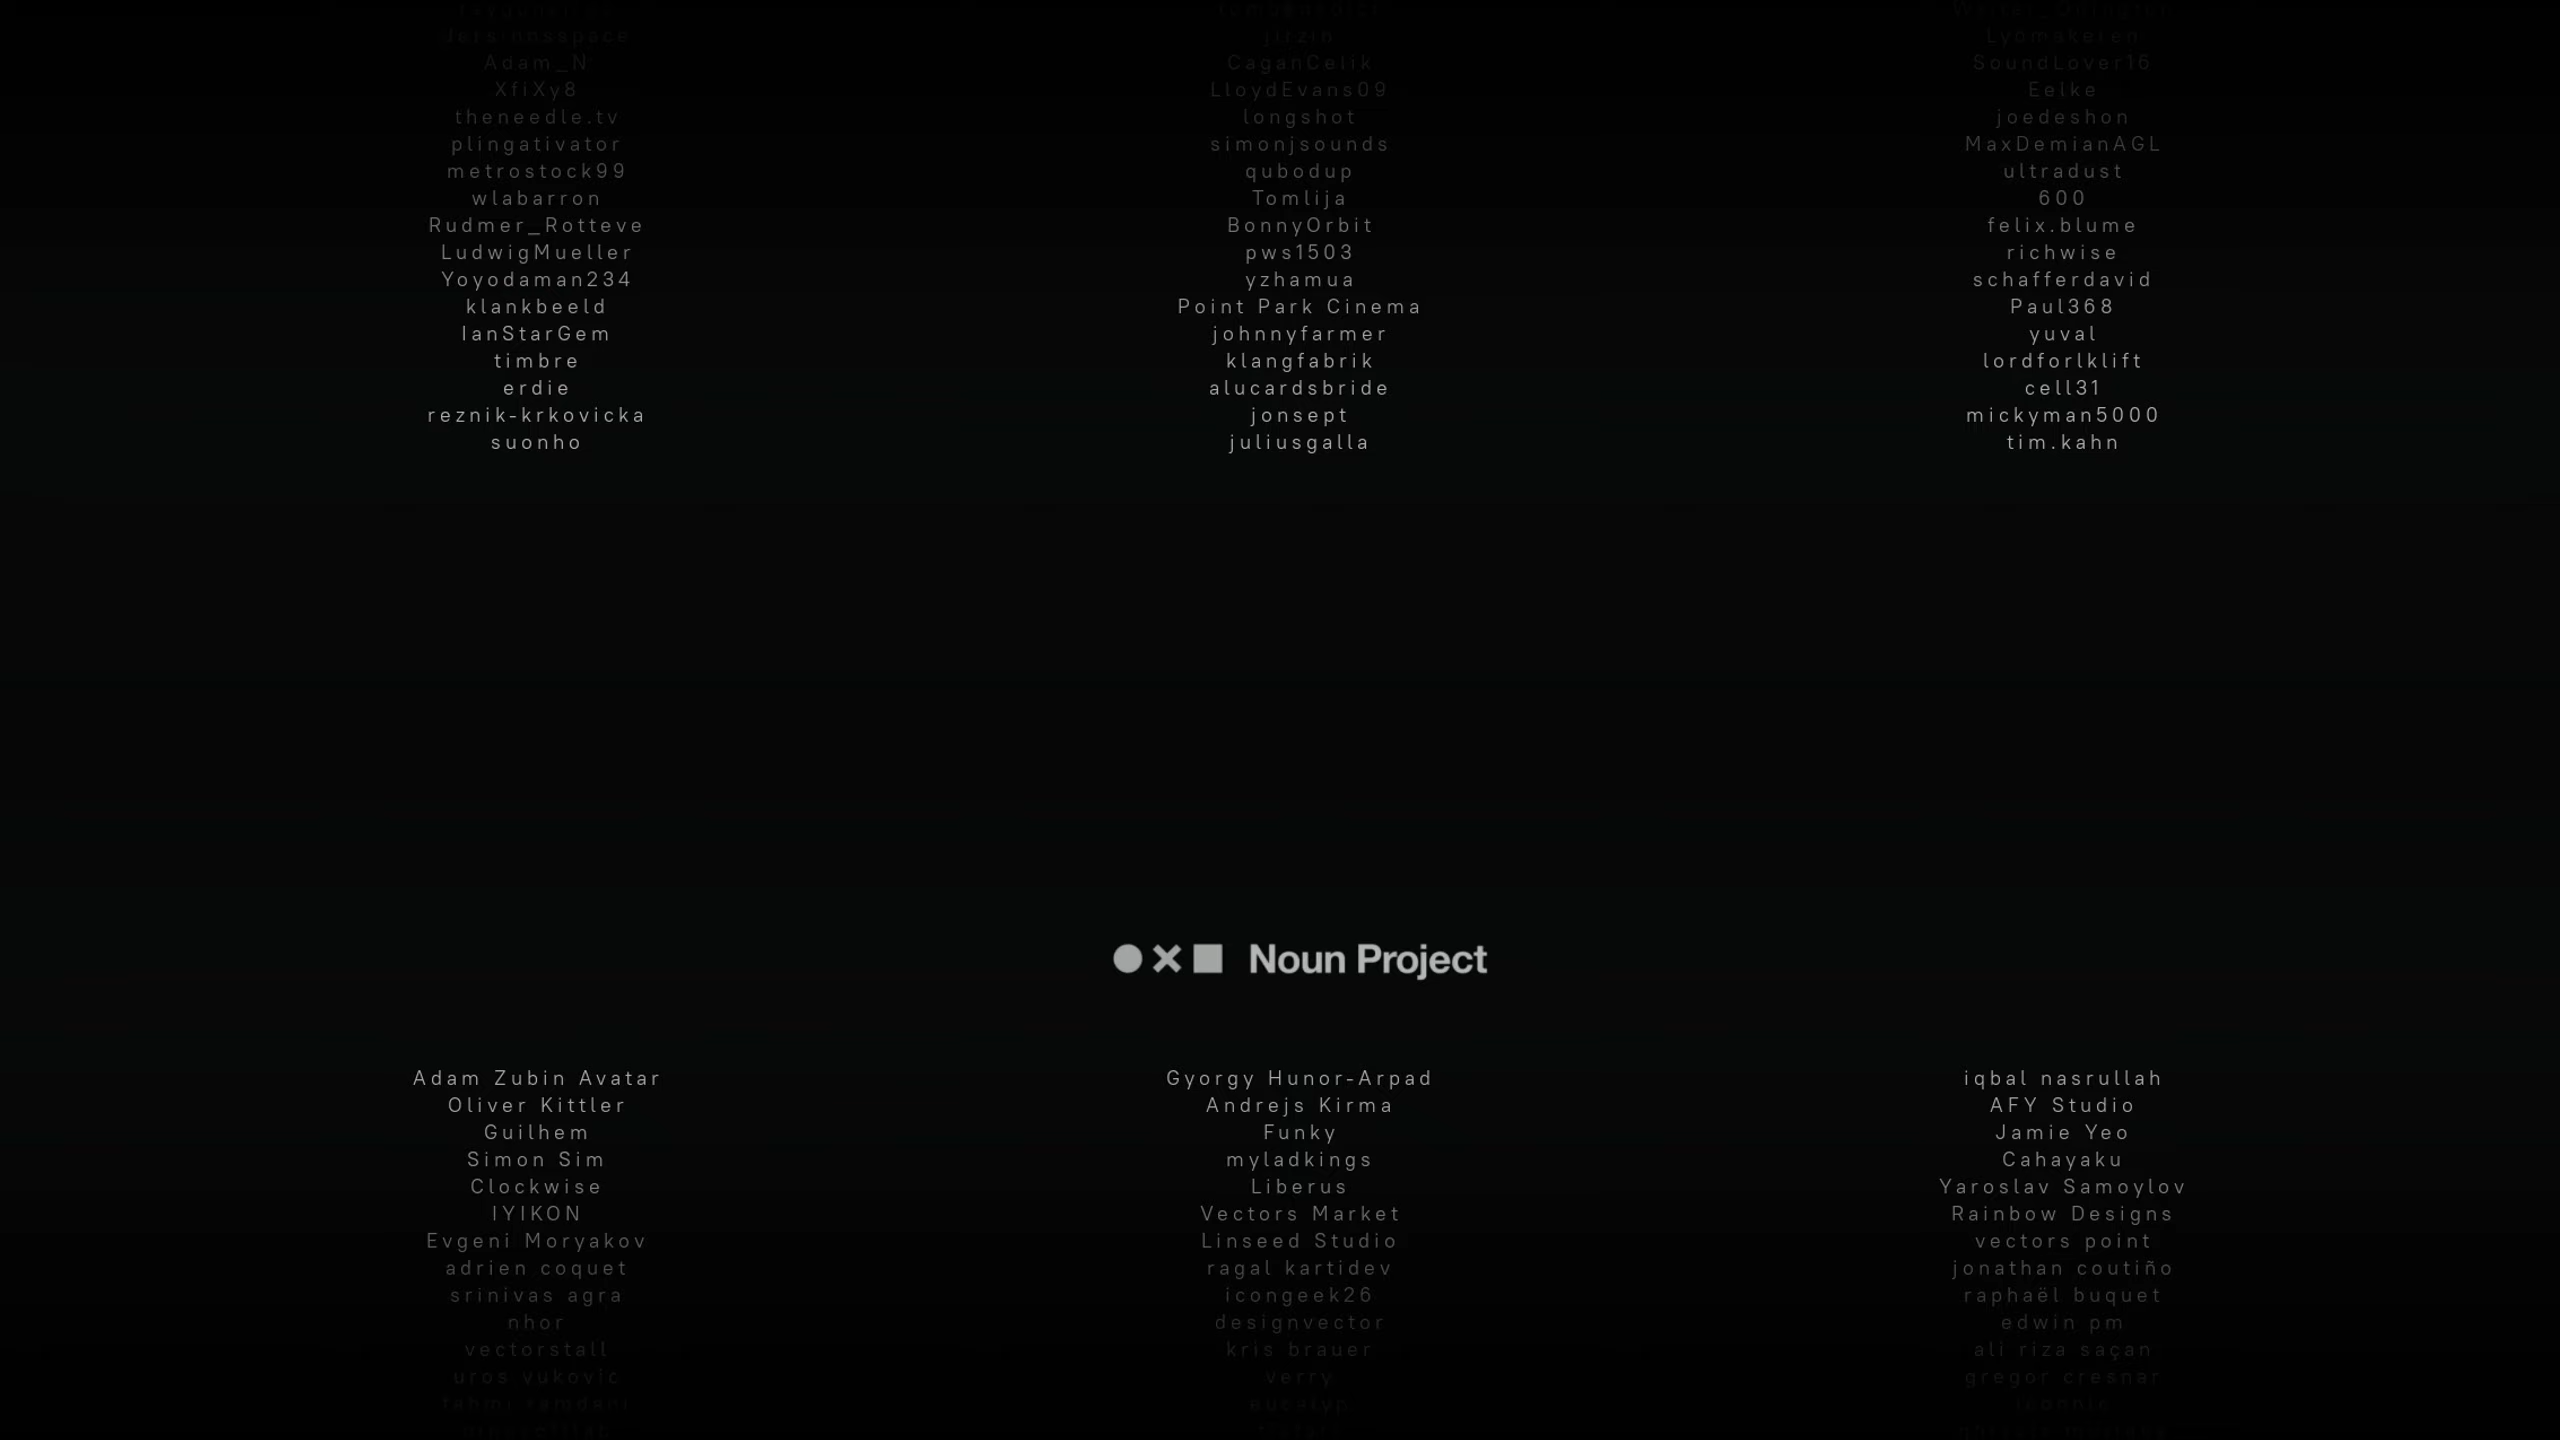 Adam_N CaganCelik SoundLover16
XfiXy8 LloydEvans09 Eelke
theneedle.tv longshot joedeshon
plingativator simonjsounds MaxDemianAGL
metrostock99 qubodup ultradust
wlabarron Tomlija 600
Rudmer_Rotteve BonnyOrbit felix.blume
LudwigMueller pws1503 richwise
Yoyodaman234 yzhamua schafferdavid
klankbeeld Point Park Cinema Paul368
IanStarGem johnnyfarmer yuval
timbre klangfabrik lordforlklift
erdie alucardsbride cell31
reznik-krkovicka jonsept mickyman5000
suonho juliusgalla tim.kahn
Noun Project
Adam Zubin Avatar Gyorgy Hunor-Arpad iqbal nasrullah
Oliver Kittler Andrejs Kirma AFY Studio
Guilhem Funky Jamie Yeo
Simon Sim myladkings Cahayaku
Clockwise Liberus Yaroslav Samoylov
IYIKON Vectors Market Rainbow Designs
Evgeni Moryakov Linseed Studio vectors point
adrien coquet ragal kartidev jonathan coutiño
srinivas agra icongeek26 raphaël buquet
nhor designvector edwin pm
vectorstall kris brauer ali riza saçan
uros vukovic verry gregor cresnar